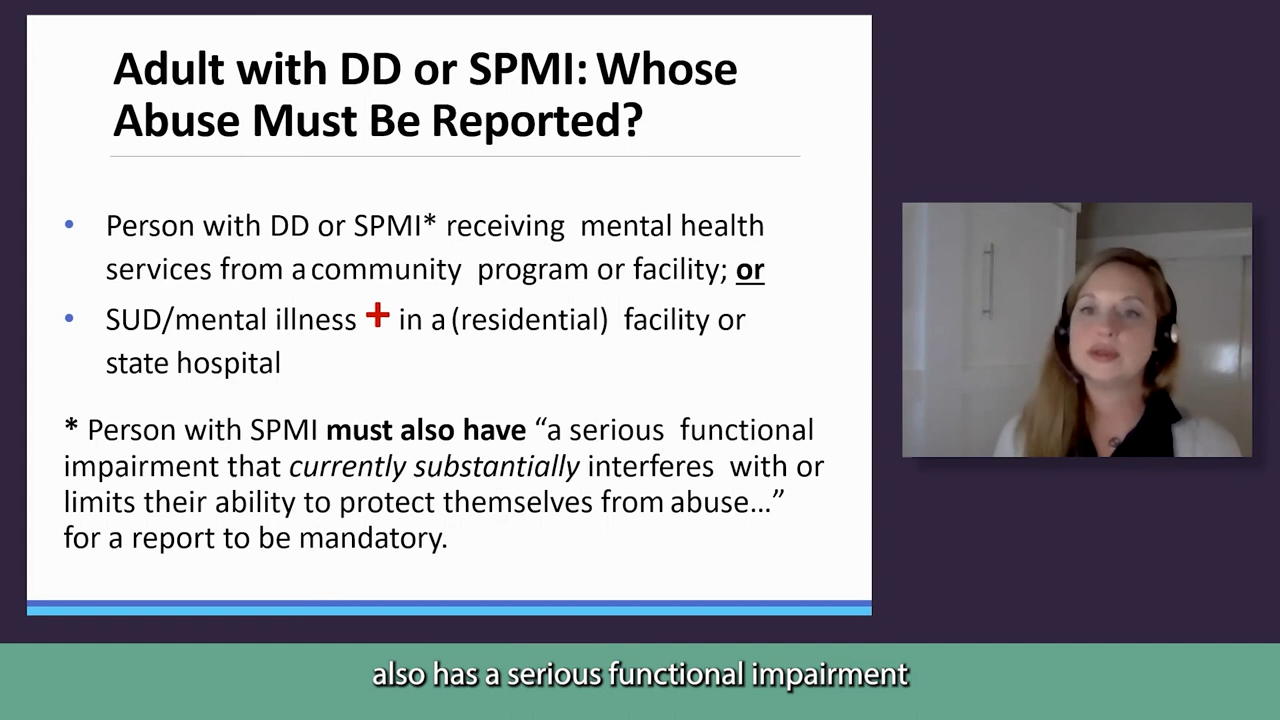 Adult with DD or SPMI: Whose
Abuse Must Be Reported?
• Person with DD or SPMI* receiving mental health
services from a community program or facility; or
• SUD/mental illness + in a (residential) facility or
state hospital
* Person with SPMI must also have “a serious functional
impairment that currently substantially interferes with or
limits their ability to protect themselves from abuse…”
for a report to be mandatory.
also has a serious functional impairment